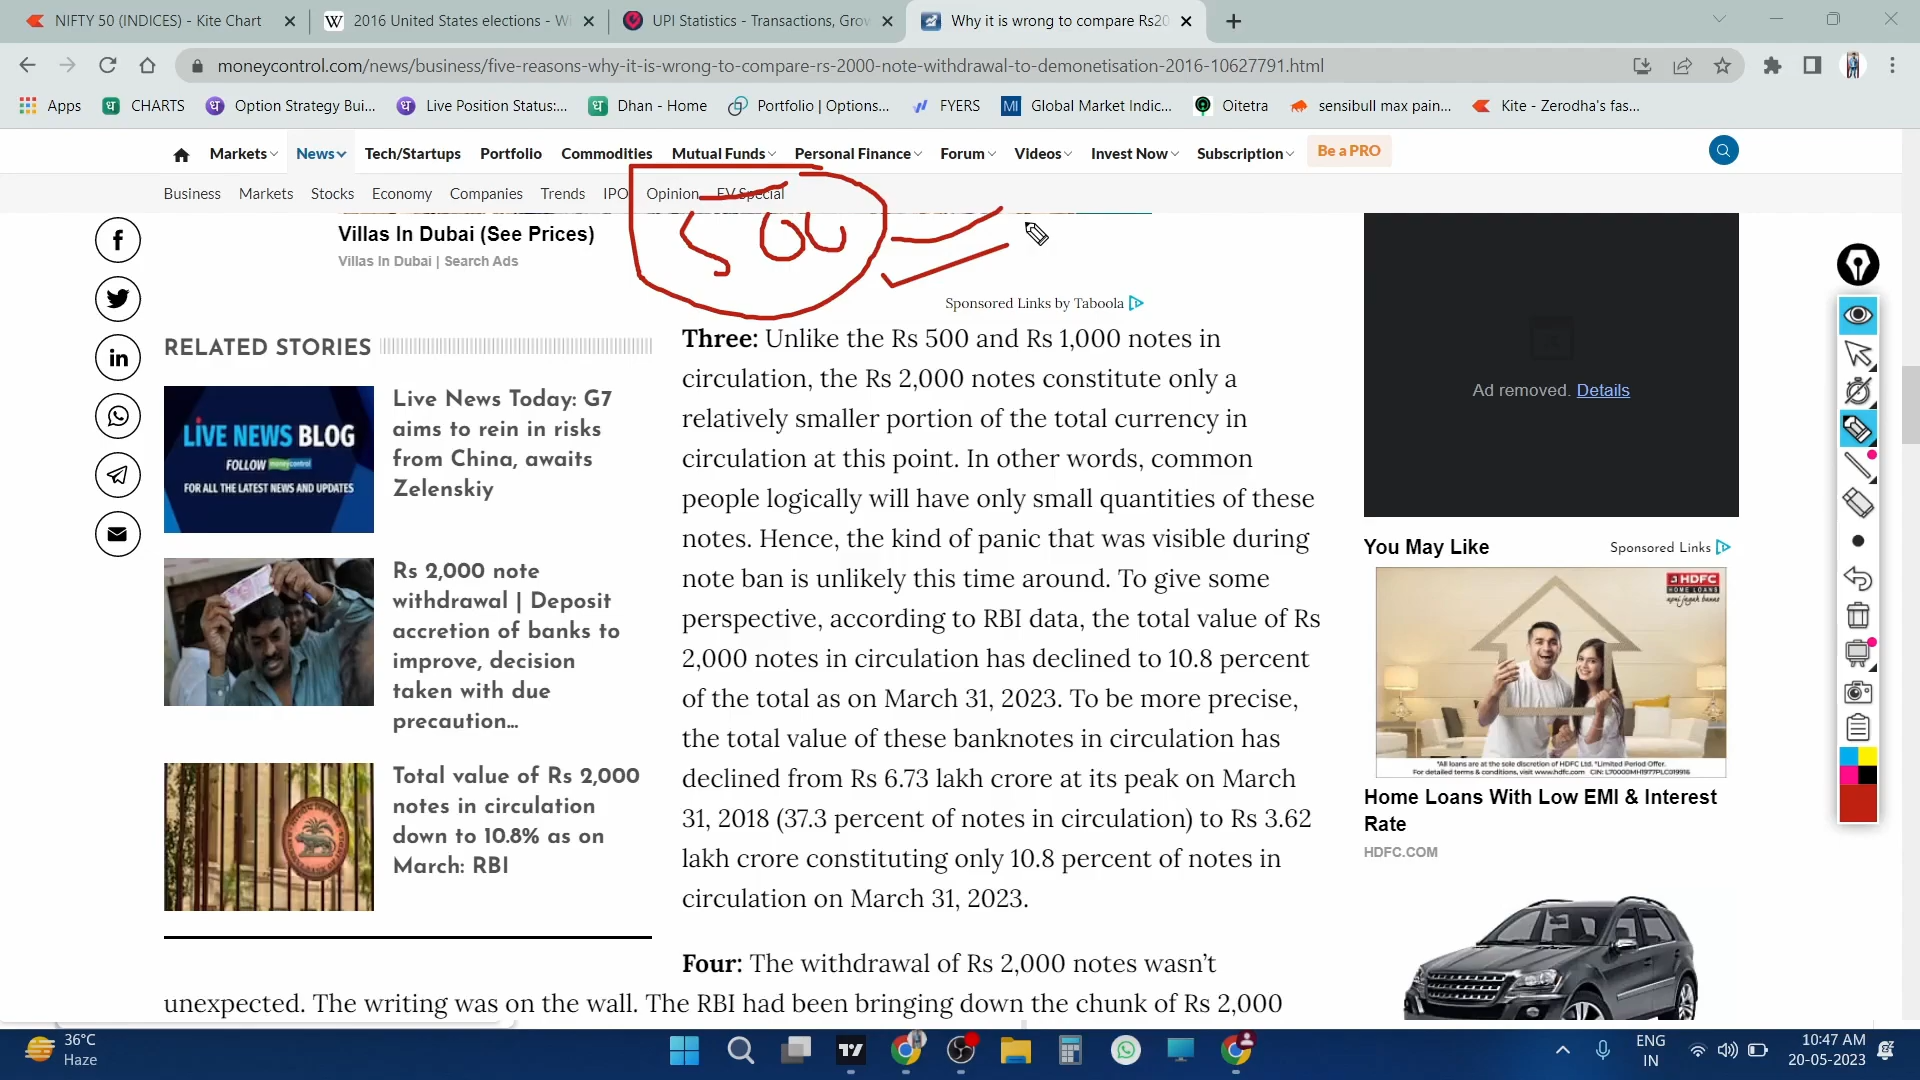 NIFTY 50 (INDICES) - Kite Chart
2016 United States elections - Wi
UPI Statistics - Transactions, Grow
Why it is wrong to compare Rs20
moneycontrol.com/news/business/five-reasons-why-it-is-wrong-to-compare-rs-2000-note-withdrawal-to-demonetisation-2016-10627791.html
Apps
CHARTS
Option Strategy Bui...
Live Position Status:...
Dhan - Home
Portfolio | Options...
FYERS
Global Market Indic...
Oitetra
sensibull max pain...
Kite - Zerodha's fas...
Markets
News
Tech/Startups
Portfolio
Commodities
Mutual Funds
Personal Finance
Forum
Videos
Invest Now
Subscription
Be a PRO
Business
Markets
Stocks
Economy
Companies
Trends
IPO
Opinion
EV Special
500
Villas In Dubai (See Prices)
Villas In Dubai | Search Ads
Sponsored Links by Taboola
RELATED STORIES
LIVE NEWS BLOG
FOLLOW moneycontrol
FOR ALL THE LATEST NEWS AND UPDATES
Live News Today: G7
aims to rein in risks
from China, awaits
Zelenskiy
Rs 2,000 note
withdrawal | Deposit
accretion of banks to
improve, decision
taken with due
precaution...
Total value of Rs 2,000
notes in circulation
down to 10.8% as on
March: RBI
Three: Unlike the Rs 500 and Rs 1,000 notes in
circulation, the Rs 2,000 notes constitute only a
relatively smaller portion of the total currency in
circulation at this point. In other words, common
people logically will have only small quantities of these
notes. Hence, the kind of panic that was visible during
note ban is unlikely this time around. To give some
perspective, according to RBI data, the total value of Rs
2,000 notes in circulation has declined to 10.8 percent
of the total as on March 31, 2023. To be more precise,
the total value of these banknotes in circulation has
declined from Rs 6.73 lakh crore at its peak on March
31, 2018 (37.3 percent of notes in circulation) to Rs 3.62
lakh crore constituting only 10.8 percent of notes in
circulation on March 31, 2023.
Four: The withdrawal of Rs 2,000 notes wasn't
unexpected. The writing was on the wall. The RBI had been bringing down the chunk of Rs 2,000
Ad removed. Details
You May Like
Sponsored Links
HDFC
HOME LOANS
*All loans are at the sole discretion of HDFC Ltd. *Limited Period Offer.
Home Loans With Low EMI & Interest
Rate
HDFC.COM
36°C
Haze
ENG
IN
10:47 AM
20-05-2023